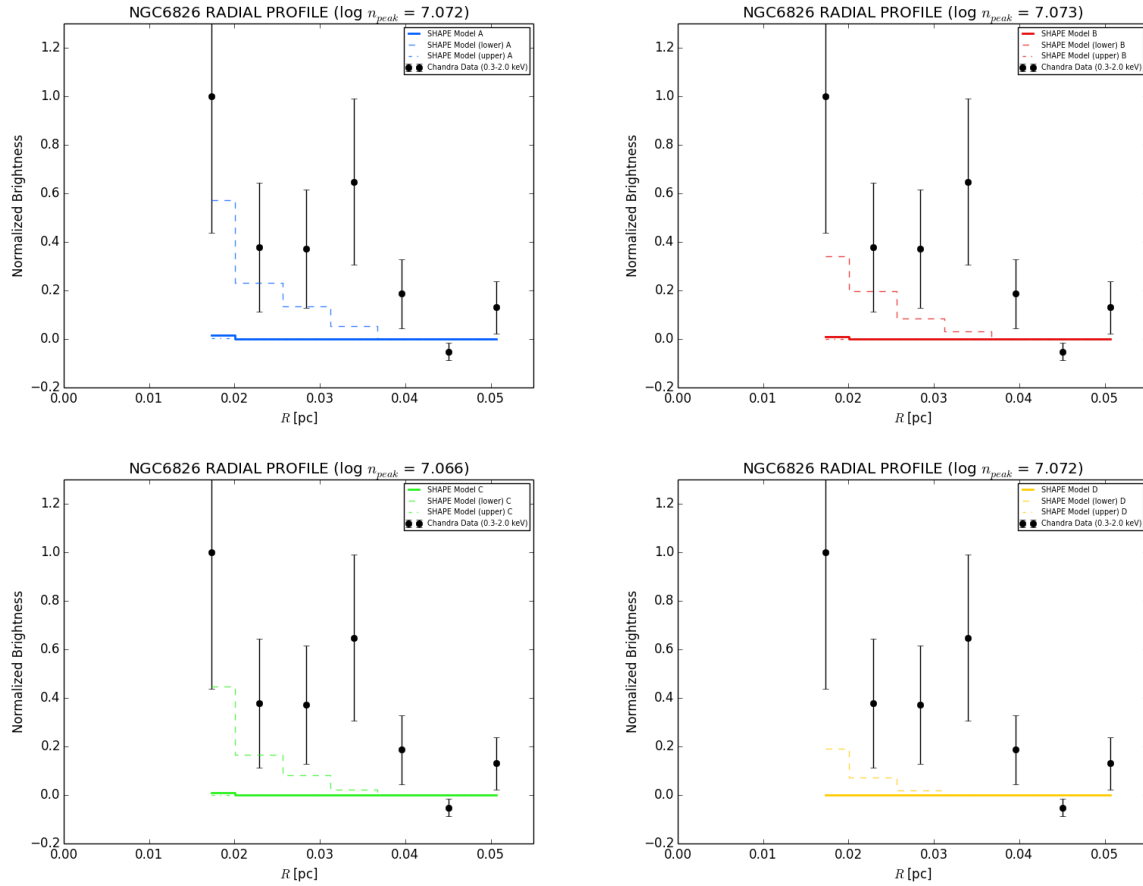 NGC6826 RADIAL PROFILE (log n_peak = 7.072)
SHAPE Model A
SHAPE Model (lower) A
SHAPE Model (upper) A
Chandra Data (0.3-2.0 keV)
Normalized Brightness
1.2
1.0
0.8
0.6
0.4
0.2
0.0
−0.2
0.00 0.01 0.02 0.03 0.04 0.05
R [pc]
NGC6826 RADIAL PROFILE (log n_peak = 7.073)
SHAPE Model B
SHAPE Model (lower) B
SHAPE Model (upper) B
Chandra Data (0.3-2.0 keV)
Normalized Brightness
1.2
1.0
0.8
0.6
0.4
0.2
0.0
−0.2
0.00 0.01 0.02 0.03 0.04 0.05
R [pc]
NGC6826 RADIAL PROFILE (log n_peak = 7.066)
SHAPE Model C
SHAPE Model (lower) C
SHAPE Model (upper) C
Chandra Data (0.3-2.0 keV)
Normalized Brightness
1.2
1.0
0.8
0.6
0.4
0.2
0.0
−0.2
0.00 0.01 0.02 0.03 0.04 0.05
R [pc]
NGC6826 RADIAL PROFILE (log n_peak = 7.072)
SHAPE Model D
SHAPE Model (lower) D
SHAPE Model (upper) D
Chandra Data (0.3-2.0 keV)
Normalized Brightness
1.2
1.0
0.8
0.6
0.4
0.2
0.0
−0.2
0.00 0.01 0.02 0.03 0.04 0.05
R [pc]